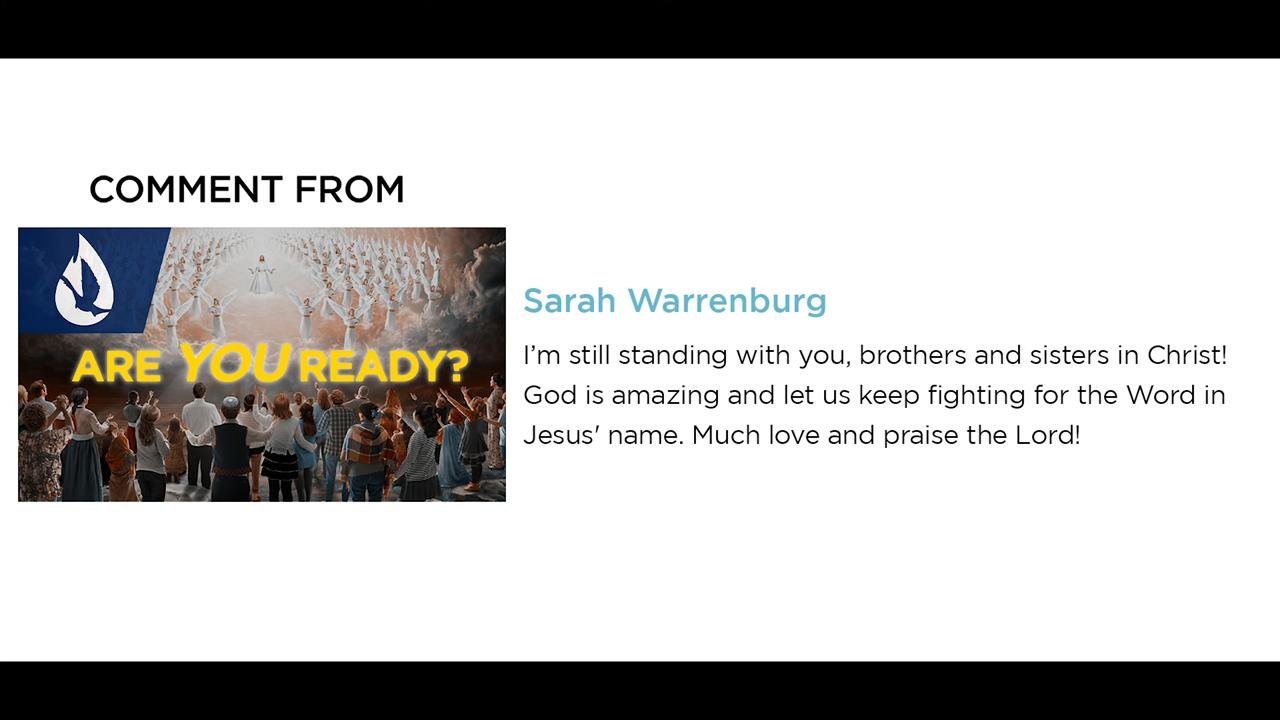 COMMENT FROM
ARE YOU READY?
Sarah Warrenburg
I’m still standing with you, brothers and sisters in Christ!
God is amazing and let us keep fighting for the Word in
Jesus' name. Much love and praise the Lord!